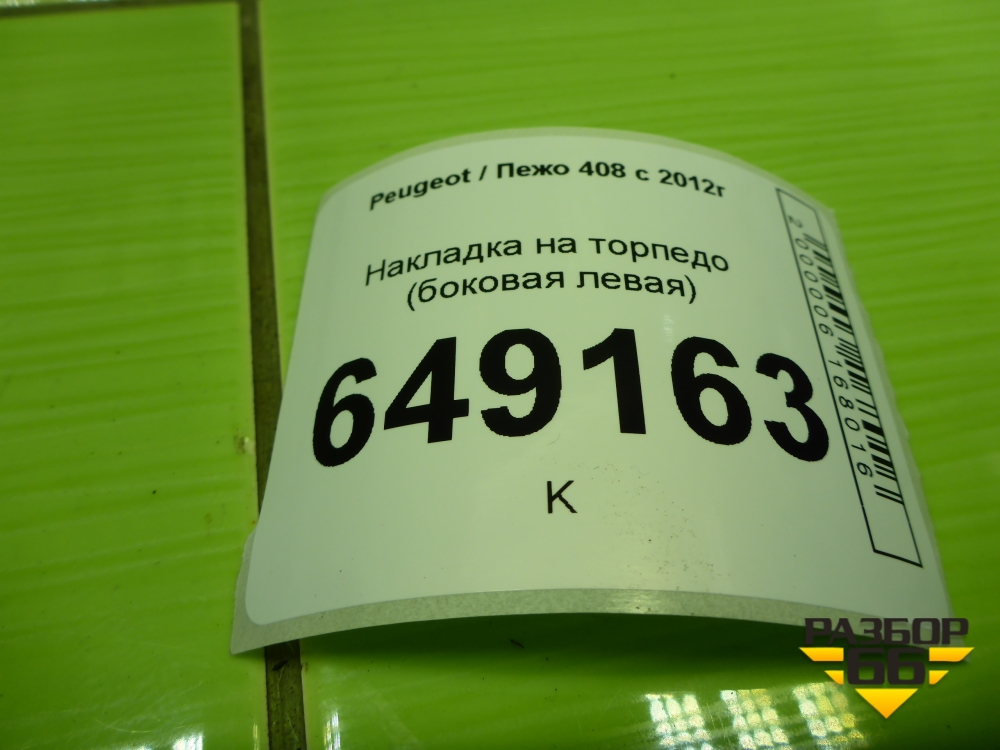 Peugeot / Пежо 408 с 2012г
Накладка на торпедо
(боковая левая)
649163
К
2000006168016
РАЗБОР
66